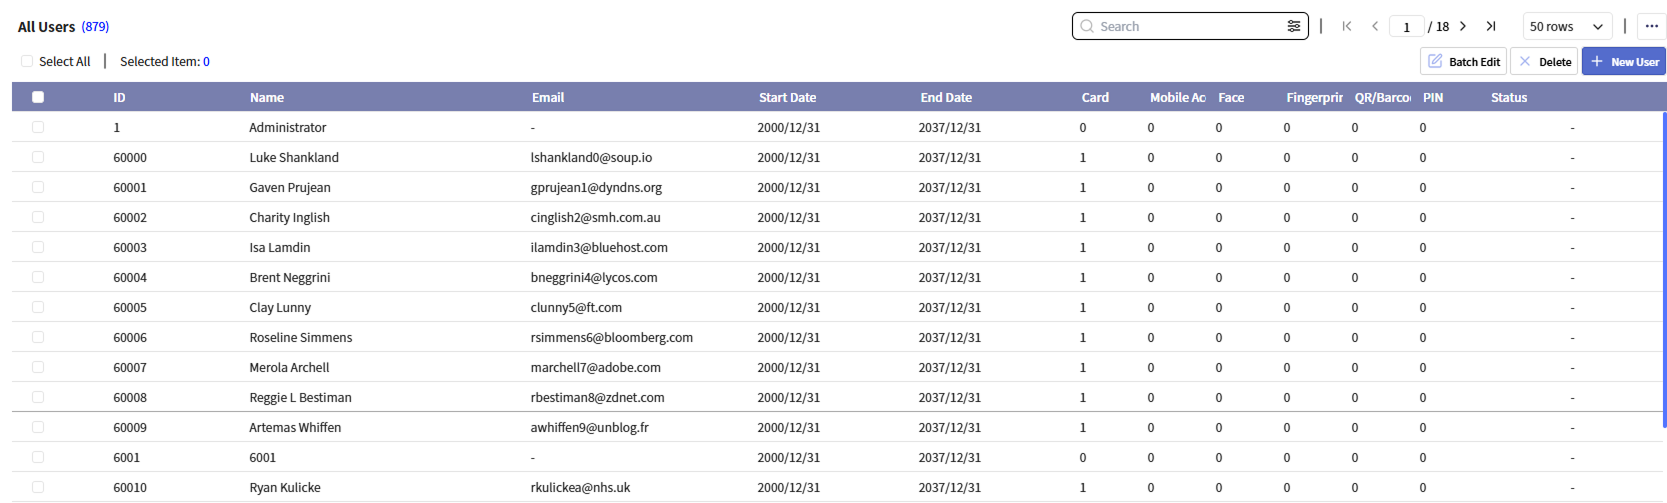 All Users (879) Search 1 / 18 50 rows
Select All Selected Item: 0 Batch Edit Delete New User
ID Name Email Start Date End Date Card Mobile Ac Face Fingerprin QR/Barco PIN Status
1 Administrator - 2000/12/31 2037/12/31 0 0 0 0 0 0 -
60000 Luke Shankland lshankland0@soup.io 2000/12/31 2037/12/31 1 0 0 0 0 0 -
60001 Gaven Prujean gprujean1@dyndns.org 2000/12/31 2037/12/31 1 0 0 0 0 0 -
60002 Charity Inglish cinglish2@smh.com.au 2000/12/31 2037/12/31 1 0 0 0 0 0 -
60003 Isa Lamdin ilamdin3@bluehost.com 2000/12/31 2037/12/31 1 0 0 0 0 0 -
60004 Brent Neggrini bneggrini4@lycos.com 2000/12/31 2037/12/31 1 0 0 0 0 0 -
60005 Clay Lunny clunny5@ft.com 2000/12/31 2037/12/31 1 0 0 0 0 0 -
60006 Roseline Simmens rsimmens6@bloomberg.com 2000/12/31 2037/12/31 1 0 0 0 0 0 -
60007 Merola Archell marchell7@adobe.com 2000/12/31 2037/12/31 1 0 0 0 0 0 -
60008 Reggie L Bestiman rbestiman8@zdnet.com 2000/12/31 2037/12/31 1 0 0 0 0 0 -
60009 Artemas Whiffen awhiffen9@unblog.fr 2000/12/31 2037/12/31 1 0 0 0 0 0 -
6001 6001 - 2000/12/31 2037/12/31 0 0 0 0 0 0 -
60010 Ryan Kulicke rkulickea@nhs.uk 2000/12/31 2037/12/31 1 0 0 0 0 0 -